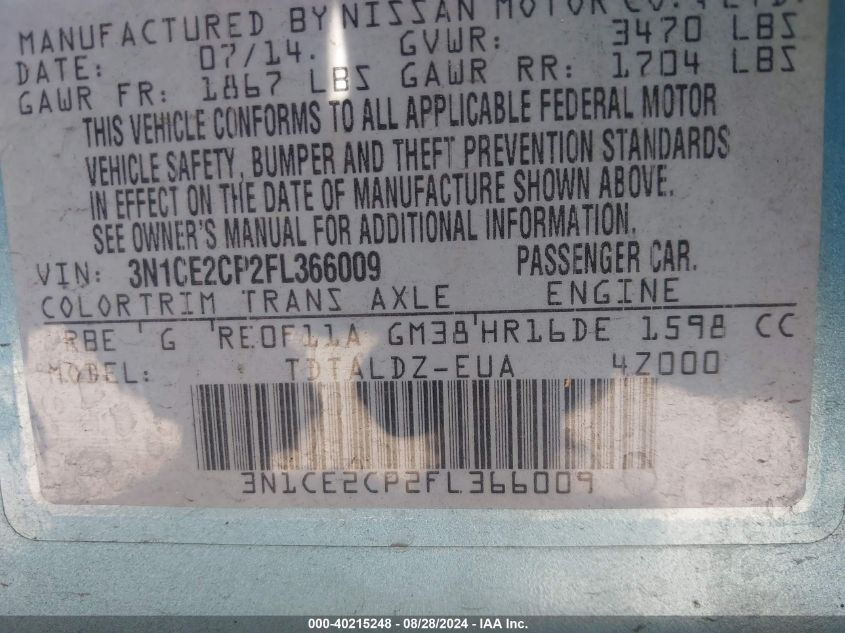 MANUFACTURED BY NISSAN MOTOR CO., LTD.
DATE: 07/14. GVWR: 3470 LBS
GAWR FR: 1867 LBS GAWR RR: 1704 LBS
THIS VEHICLE CONFORMS TO ALL APPLICABLE FEDERAL MOTOR
VEHICLE SAFETY, BUMPER AND THEFT PREVENTION STANDARDS
IN EFFECT ON THE DATE OF MANUFACTURE SHOWN ABOVE.
SEE OWNER'S MANUAL FOR ADDITIONAL INFORMATION.
VIN: 3N1CE2CP2FL366009 PASSENGER CAR.
COLORTRIM TRANS AXLE ENGINE
RBE G RE0F11A GM38 HR16DE 1598 CC
MODEL: TDTALDZ-EUA 4Z000
3N1CE2CP2FL366009
000-40215248 - 08/28/2024 - IAA Inc.